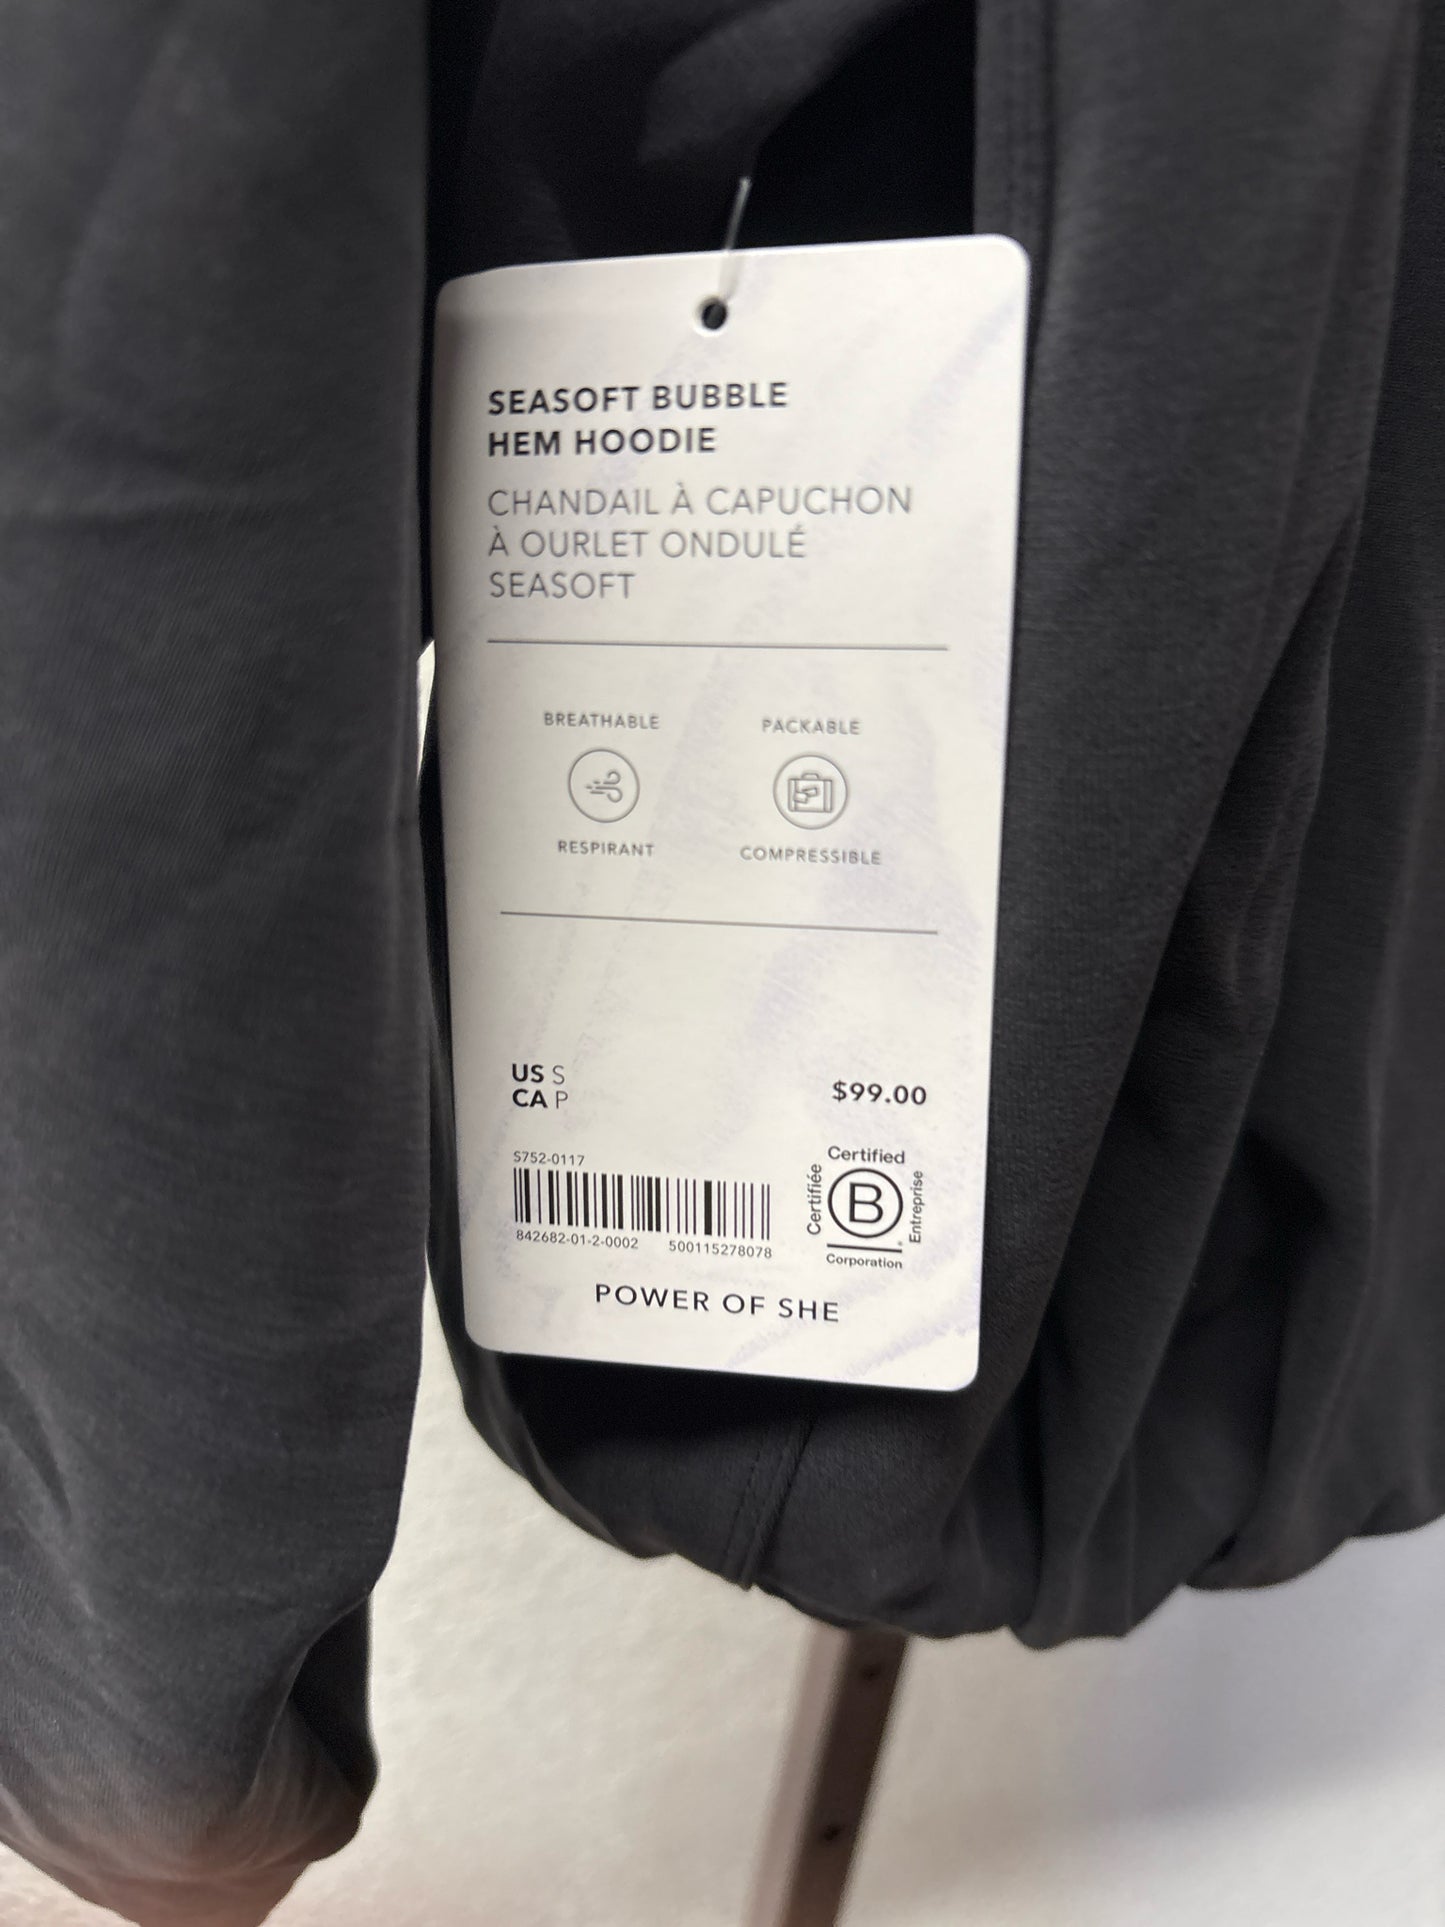 SEASOFT BUBBLE
HEM HOODIE
CHANDAIL À CAPUCHON
À OURLET ONDULÉ
SEASOFT
BREATHABLE
RESPIRANT
PACKABLE
COMPRESSIBLE
US S
CA P
$99.00
S752-0117
842682-01-2-0002 500115278078
Certified
Certifiée
B
Entreprise
Corporation
POWER OF SHE